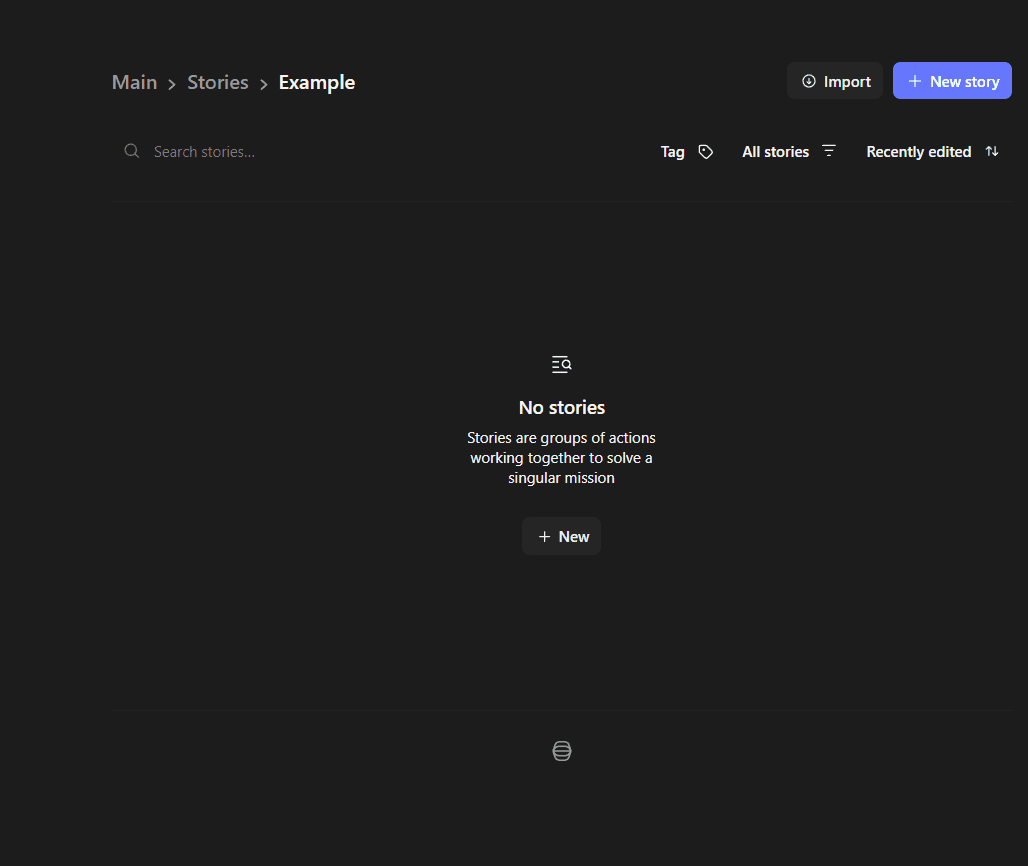 Main > Stories > Example
Import
New story
Search stories...
Tag
All stories
Recently edited
No stories
Stories are groups of actions
working together to solve a
singular mission
New